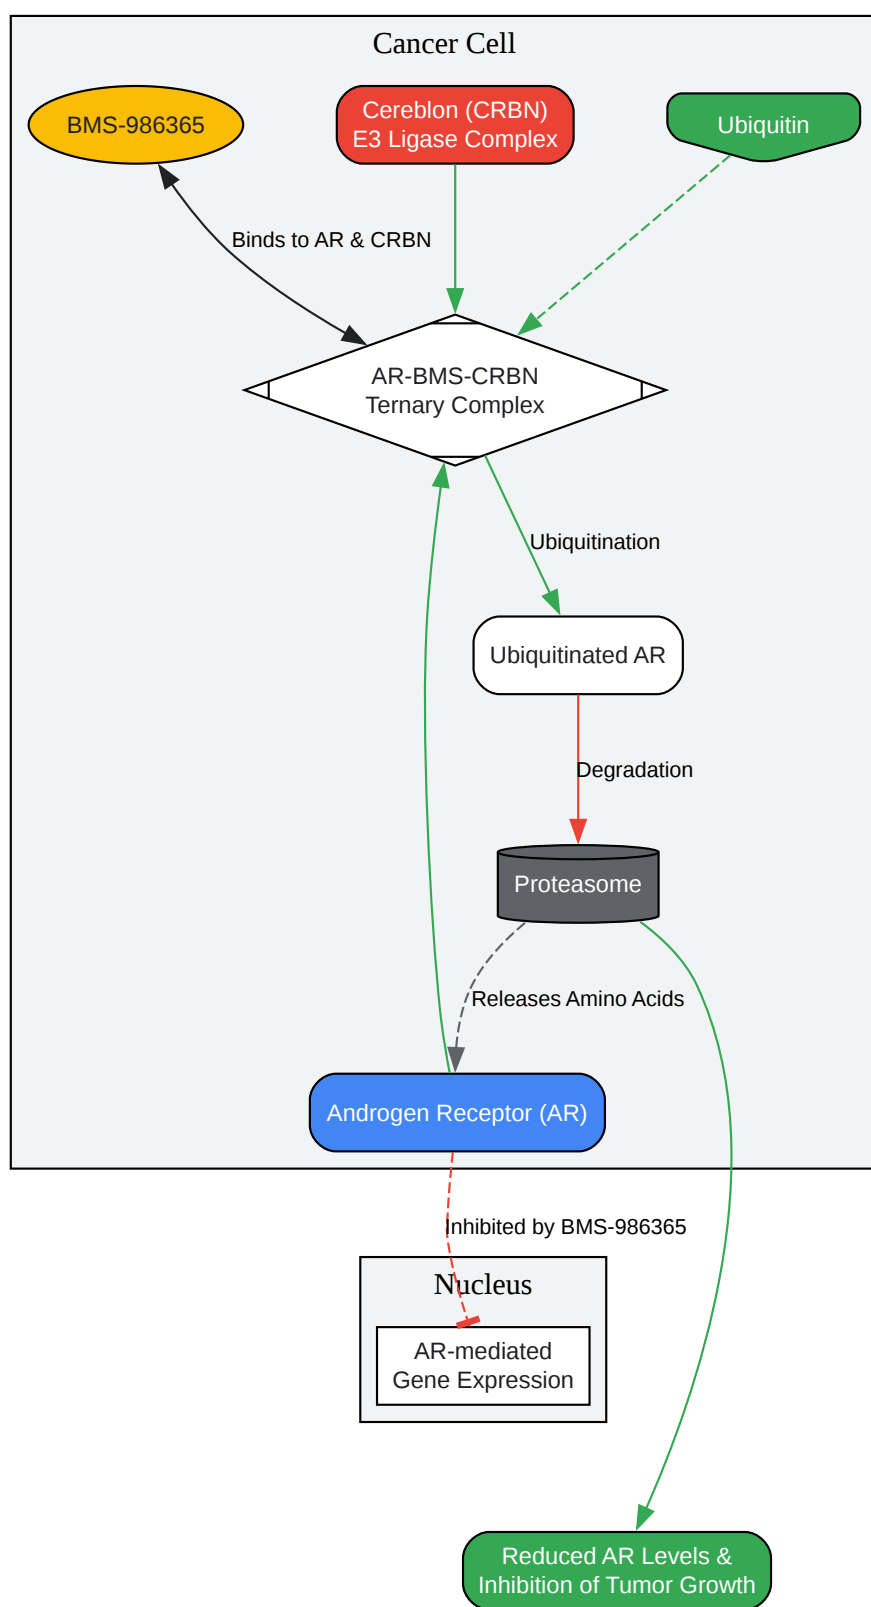 Cancer Cell
BMS-986365
Cereblon (CRBN)
E3 Ligase Complex
Ubiquitin
Binds to AR & CRBN
AR-BMS-CRBN
Ternary Complex
Ubiquitination
Ubiquitinated AR
Degradation
Proteasome
Releases Amino Acids
Androgen Receptor (AR)
Inhibited by BMS-986365
Nucleus
AR-mediated
Gene Expression
Reduced AR Levels &
Inhibition of Tumor Growth